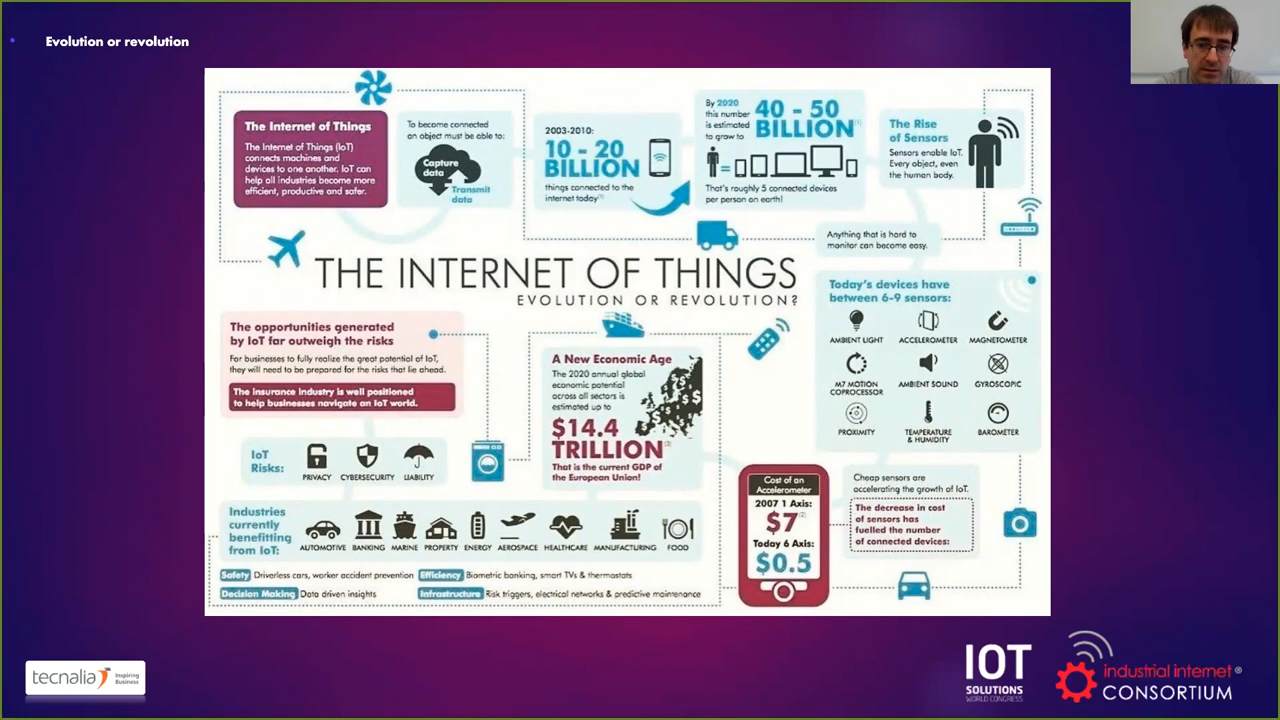 Evolution or revolution
The Internet of Things
The Internet of Things (IoT)
connects machines and
devices to one another. IoT can
help all industries become more
efficient, productive and safer.
To become connected
an object must be able to:
Capture
data
Transmit
data
2003-2010:
10 - 20
BILLION
things connected to the
internet today
By 2020
this number
is estimated
to grow to
40 - 50
BILLION
That's roughly 5 connected devices
per person on earth!
The Rise
of Sensors
Sensors enable IoT.
Every object, even
the human body.
Anything that is hard to
monitor can become easy.
THE INTERNET OF THINGS
EVOLUTION OR REVOLUTION?
Today's devices have
between 6-9 sensors:
AMBIENT LIGHT
ACCELEROMETER
MAGNETOMETER
M7 MOTION
COPROCESSOR
AMBIENT SOUND
GYROSCOPIC
PROXIMITY
TEMPERATURE
& HUMIDITY
BAROMETER
The opportunities generated
by IoT far outweigh the risks
For businesses to fully realize the great potential of IoT,
they will need to be prepared for the risks that lie ahead.
The insurance industry is well positioned
to help businesses navigate an IoT world.
A New Economic Age
The 2020 annual global
economic potential
across all sectors is
estimated up to
$14.4
TRILLION
That is the current GDP of
the European Union!
IoT
Risks:
PRIVACY
CYBERSECURITY
LIABILITY
Industries
currently
benefitting
from IoT:
AUTOMOTIVE
BANKING
MARINE
PROPERTY
ENERGY
AEROSPACE
HEALTHCARE
MANUFACTURING
FOOD
Safety Driverless cars, worker accident prevention
Efficiency Biometric banking, smart TVs & thermostats
Decision Making Data driven insights
Infrastructure Risk triggers, electrical networks & predictive maintenance
Cost of an
Accelerometer
2007 1 Axis:
$7
Today 6 Axis:
$0.5
Cheap sensors are
accelerating the growth of IoT.
The decrease in cost
of sensors has
fuelled the number
of connected devices:
tecnalia Inspiring
Business
IOT
SOLUTIONS
WORLD CONGRESS
industrial internet®
CONSORTIUM